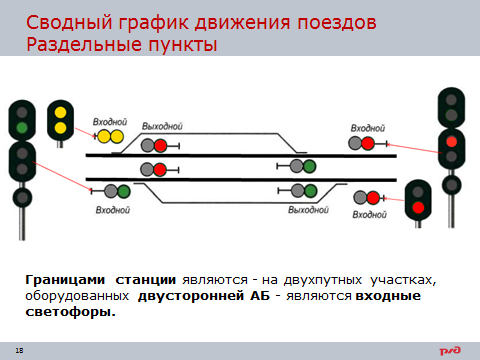 Сводный график движения поездов
Раздельные пункты
Входной
Выходной
Входной
Входной
Выходной
Входной
Границами станции являются - на двухпутных участках,
оборудованных двусторонней АБ - являются входные
светофоры.
18
ржд